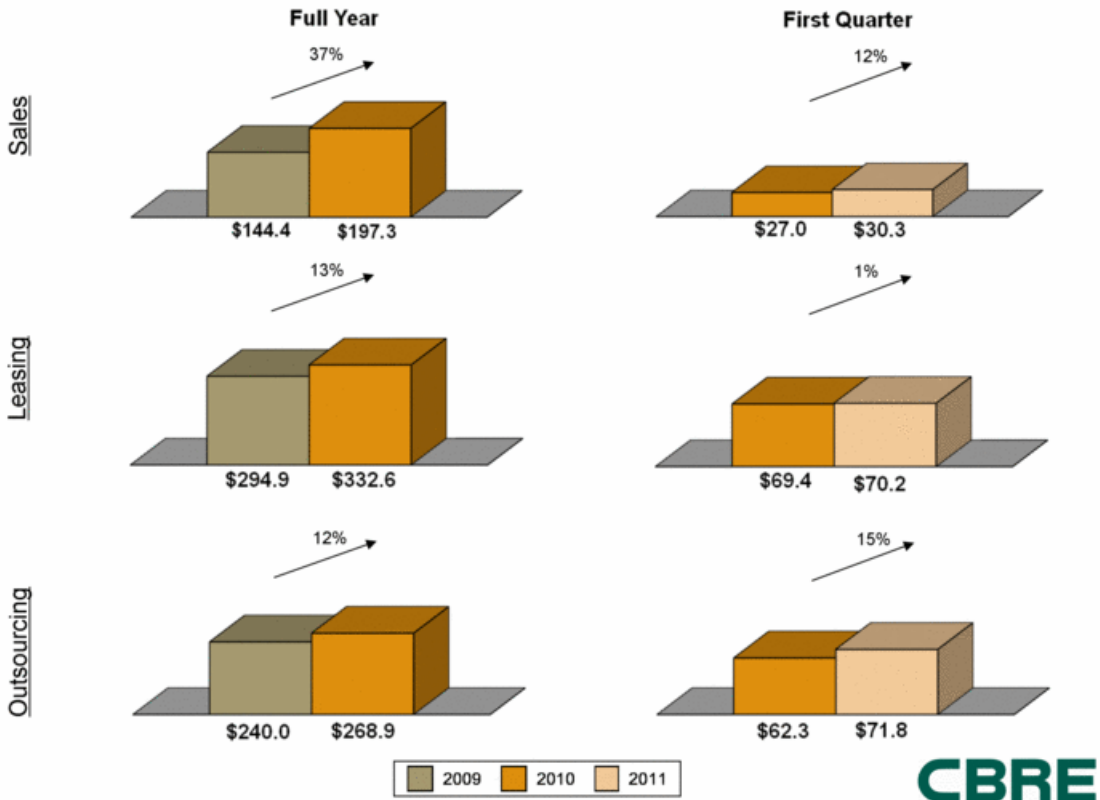 Full Year
First Quarter
Sales
37%
12%
$144.4 $197.3
$27.0 $30.3
Leasing
13%
1%
$294.9 $332.6
$69.4 $70.2
Outsourcing
12%
15%
$240.0 $268.9
$62.3 $71.8
2009 2010 2011
CBRE